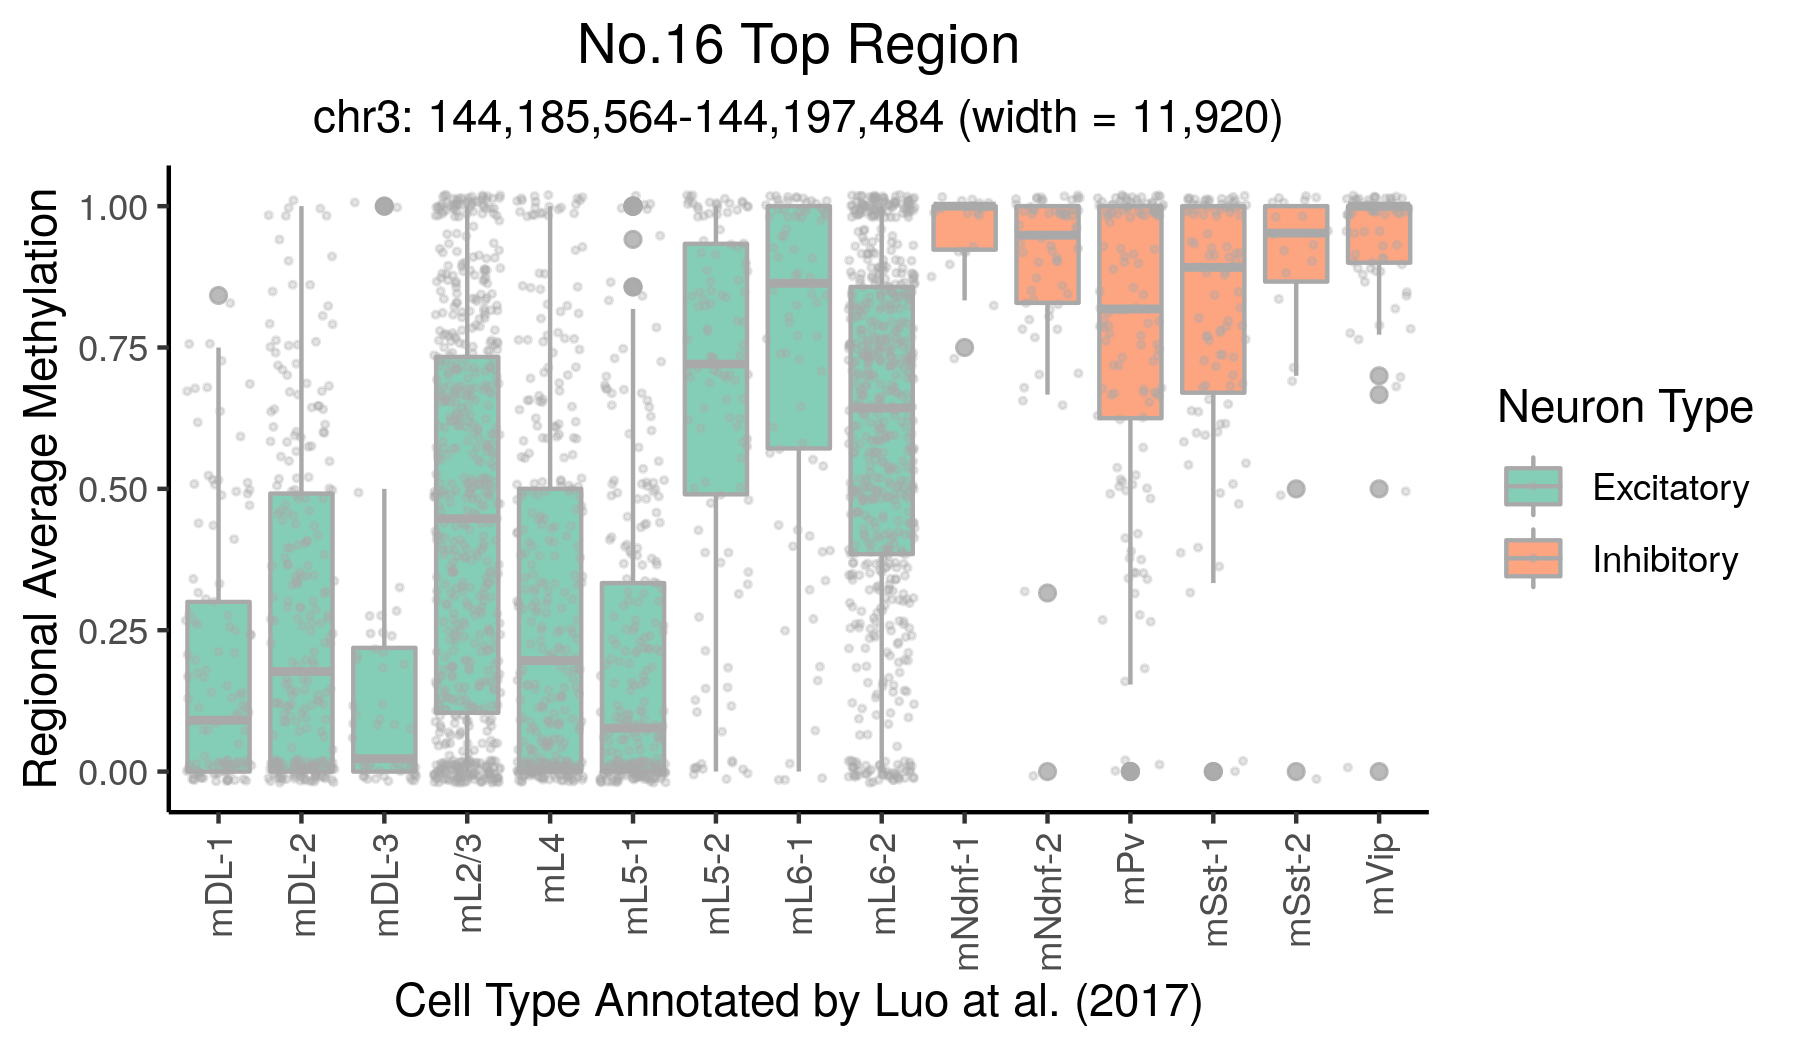 No.16 Top Region
chr3: 144,185,564-144,197,484 (width = 11,920)
Regional Average Methylation
1.00
0.75
0.50
0.25
0.00
mDL-1
mDL-2
mDL-3
mL2/3
mL4
mL5-1
mL5-2
mL6-1
mL6-2
mNdnf-1
mNdnf-2
mPv
mSst-1
mSst-2
mVip
Cell Type Annotated by Luo at al. (2017)
Neuron Type
Excitatory
Inhibitory